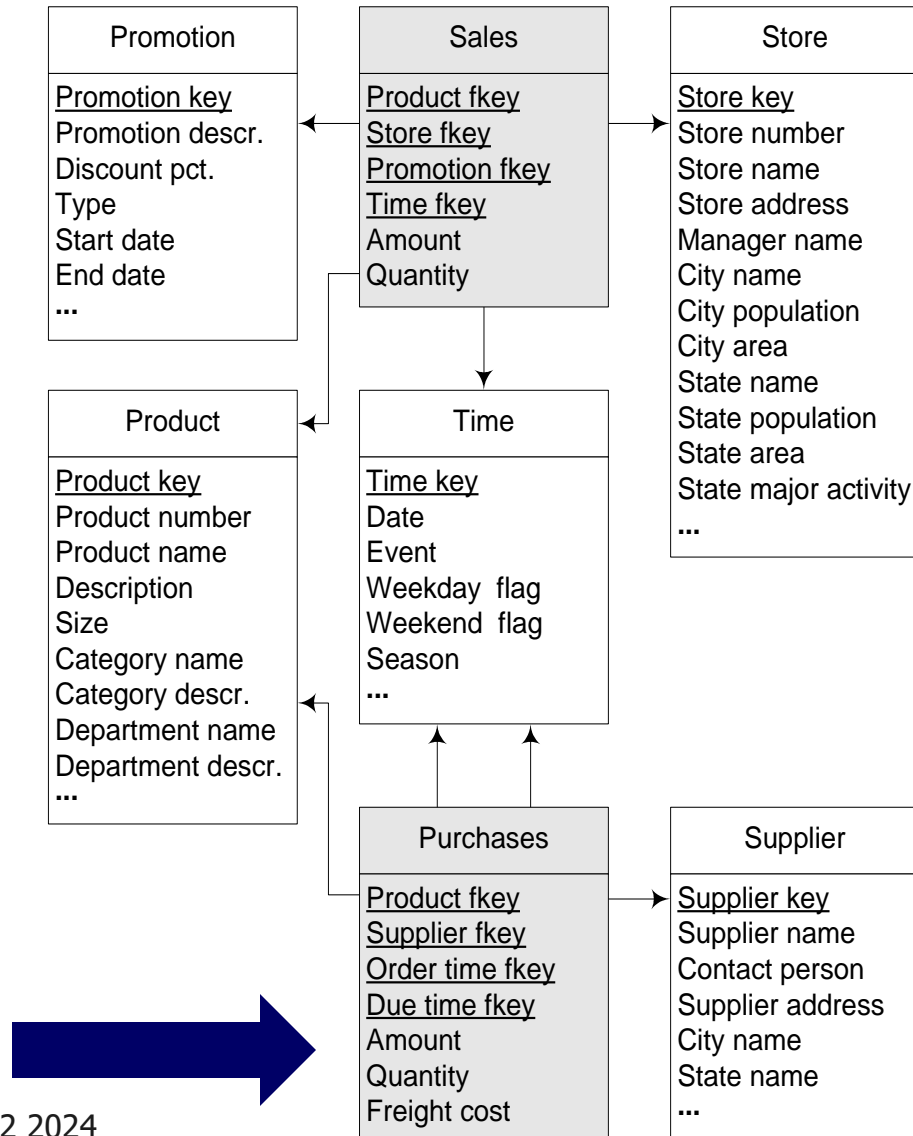 Promotion
Promotion key
Promotion descr.
Discount pct.
Type
Start date
End date
...
Sales
Product fkey
Store fkey
Promotion fkey
Time fkey
Amount
Quantity
Store
Store key
Store number
Store name
Store address
Manager name
City name
City population
City area
State name
State population
State area
State major activity
...
Product
Product key
Product number
Product name
Description
Size
Category name
Category descr.
Department name
Department descr.
...
Time
Time key
Date
Event
Weekday flag
Weekend flag
Season
...
Purchases
Product fkey
Supplier fkey
Order time fkey
Due time fkey
Amount
Quantity
Freight cost
Supplier
Supplier key
Supplier name
Contact person
Supplier address
City name
State name
...
2 2024